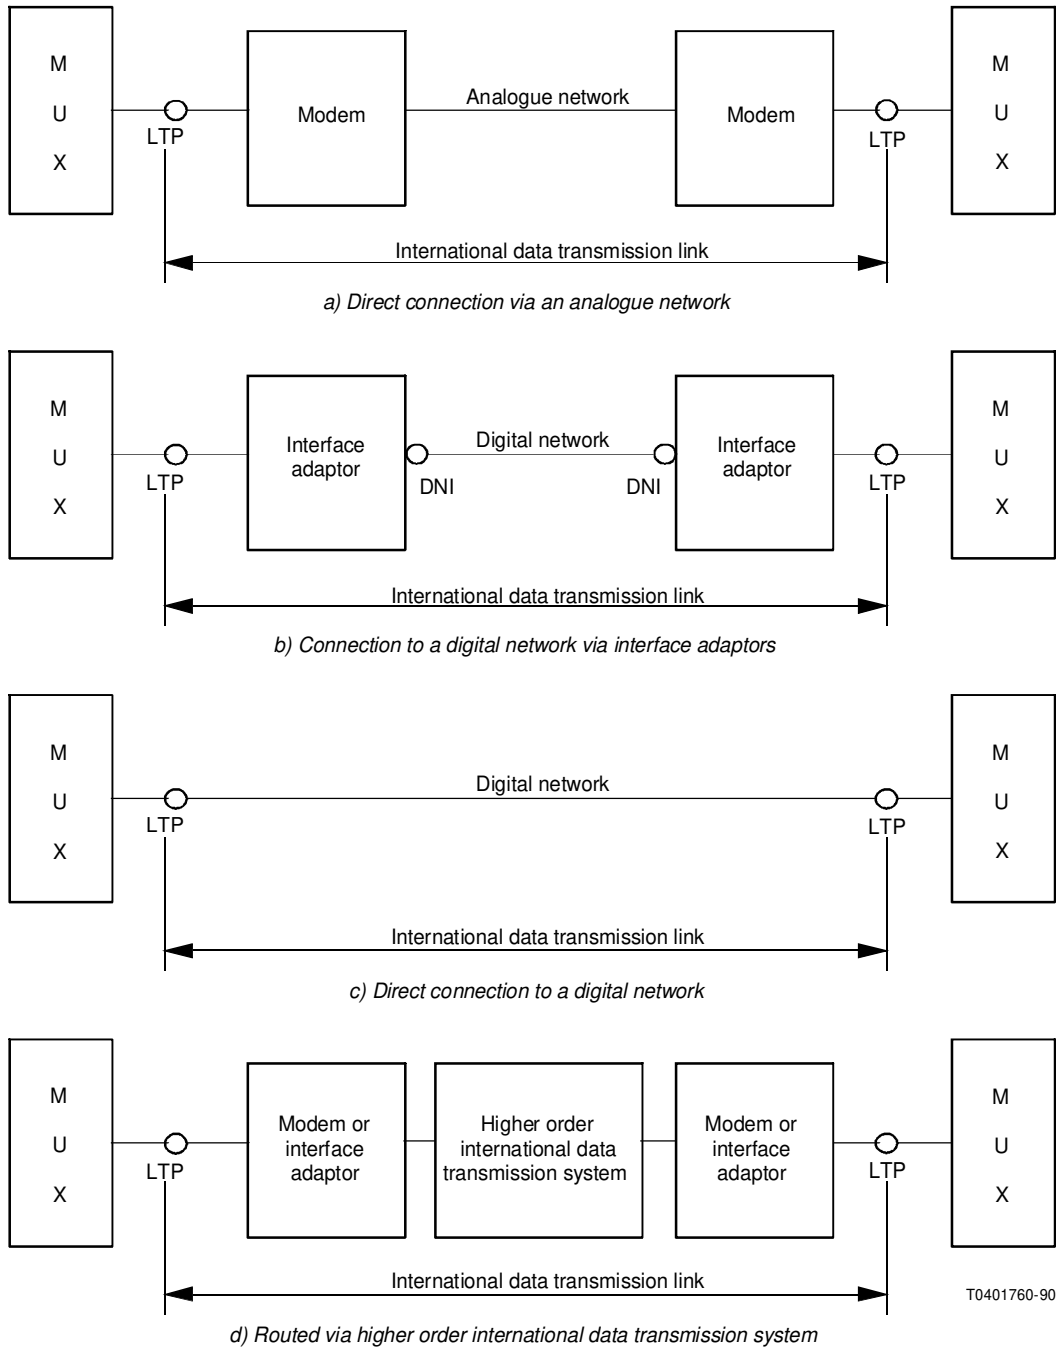 M
U
X
LTP
Modem
Analogue network
Modem
LTP
M
U
X
International data transmission link
a) Direct connection via an analogue network
M
U
X
LTP
Interface
adaptor
DNI
Digital network
DNI
Interface
adaptor
LTP
M
U
X
International data transmission link
b) Connection to a digital network via interface adaptors
M
U
X
LTP
Digital network
LTP
M
U
X
International data transmission link
c) Direct connection to a digital network
M
U
X
LTP
Modem or
interface
adaptor
Higher order
international data
transmission system
Modem or
interface
adaptor
LTP
M
U
X
International data transmission link
T0401760-90
d) Routed via higher order international data transmission system